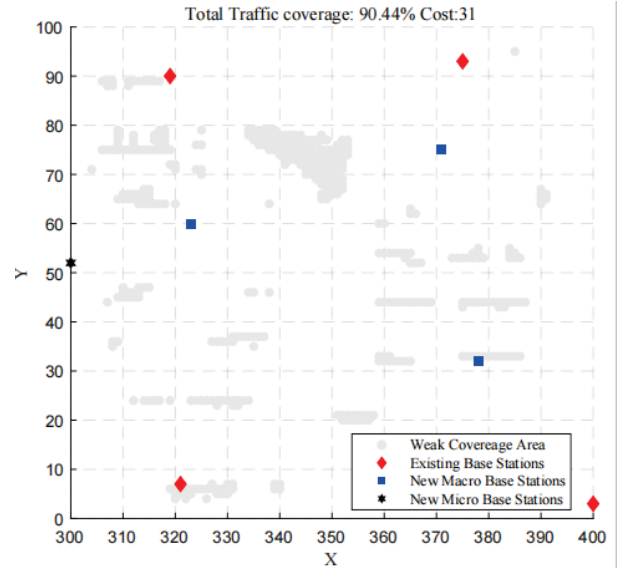 Total Traffic coverage: 90.44% Cost:31
100
90
80
70
60
50
40
30
20
10
0
Y
300 310 320 330 340 350 360 370 380 390 400
X
Weak Covereage Area
Existing Base Stations
New Macro Base Stations
New Micro Base Stations